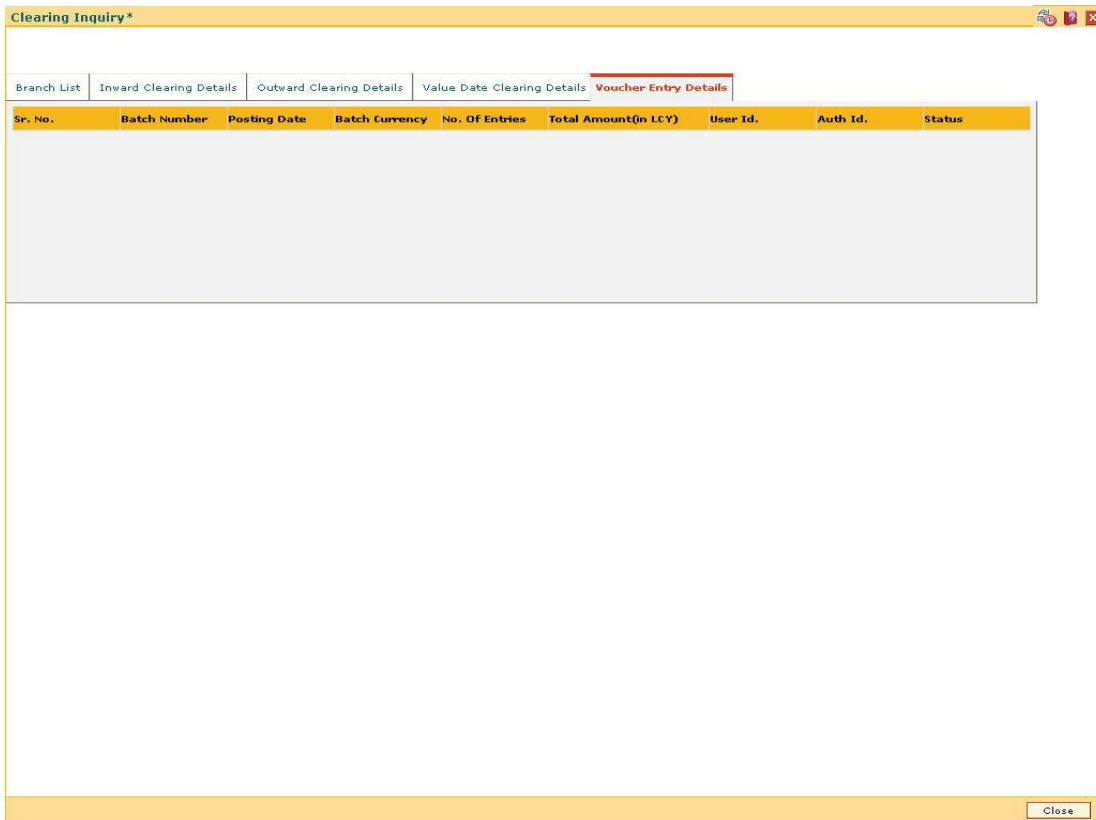 Clearing Inquiry*
Branch List Inward Clearing Details Outward Clearing Details Value Date Clearing Details Voucher Entry Details
Sr. No. Batch Number Posting Date Batch Currency No. Of Entries Total Amount(in LCY) User Id. Auth Id. Status
Close